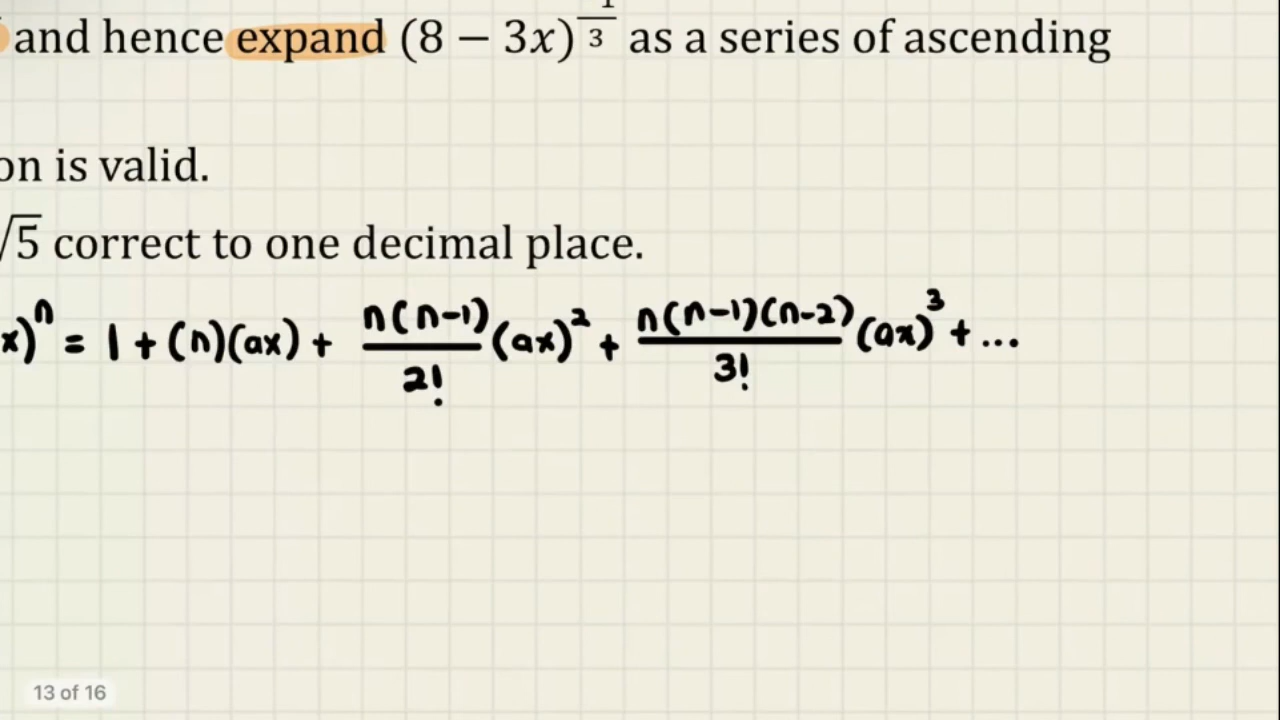 and hence expand (8 − 3x)^{1/3} as a series of ascending
on is valid.
√5 correct to one decimal place.
x)^n = 1 + (n)(ax) + n(n-1)/2! (ax)^2 + n(n-1)(n-2)/3! (ax)^3 + ...
13 of 16